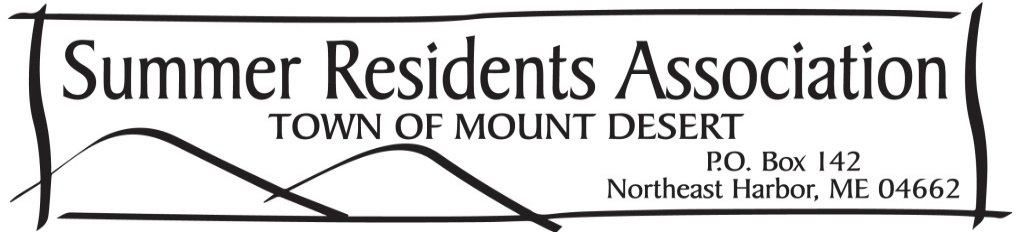 Summer Residents Association
TOWN OF MOUNT DESERT
P.O. Box 142
Northeast Harbor, ME 04662